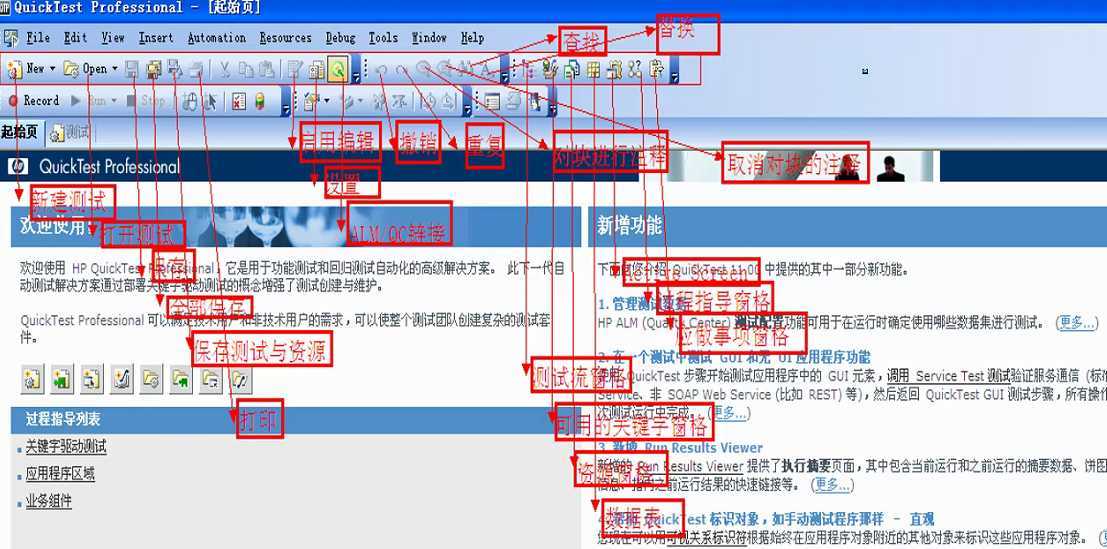 QuickTest Professional - [起始页]
File Edit View Insert Automation Resources Debug Tools Window Help
查找
替换
New Open
Record Run Stop
起始页 测试
启用编辑
撤销
重复
对块进行注释
取消对块的注释
hp QuickTest Professional
设置
新建测试
打开测试
ALM/QC链接
欢迎使用
新增功能
保存
全部保存
保存测试与资源
打印
Active Screen
过程指导窗格
应做事项窗格
测试流窗格
可用的关键字窗格
资源窗格
数据表
欢迎使用 HP QuickTest Professional，它是用于功能测试和回归测试自动化的高级解决方案。 此下一代自
动测试解决方案通过部署关键字驱动测试的概念增强了测试创建与维护。
QuickTest Professional 可以满足技术用户和非技术用户的需求，可以使整个测试团队创建复杂的测试套
件。
过程指导列表
关键字驱动测试
应用程序区域
业务组件
QuickTest 11.00 中提供的其中一部分新功能。
1. 管理测试数据
HP ALM (Quality Center) 测试配置功能可用于在运行时确定使用哪些数据集进行测试。 (更多...)
2. 在一个测试中测试 GUI 和无 UI 应用程序功能
使用 QuickTest 步骤开始测试应用程序中的 GUI 元素，调用 Service Test 测试验证服务通信 (标准
Service、非 SOAP Web Service (比如 REST) 等)，然后返回 QuickTest GUI 测试步骤，所有操作
次测试运行中完成。 (更多...)
3. 新增 Run Results Viewer
新增的 Run Results Viewer 提供了执行摘要页面，其中包含当前运行和之前运行的摘要数据、饼图
信息、指向之前运行结果的快速链接等。 (更多...)
QuickTest 标识对象，如手动测试程序那样 - 直观
您现在可以用可视关系标识符根据始终在应用程序对象附近的其他对象来标识这些应用程序对象。